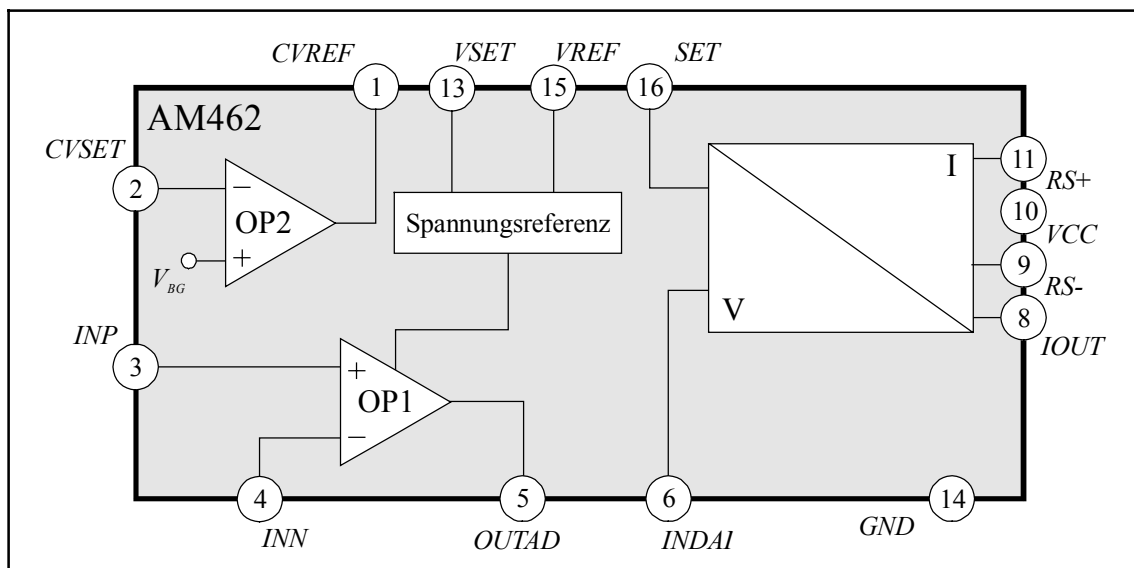 CVREF
VSET
VREF
SET
1
13
15
16
AM462
CVSET
2
−
OP2
+
V_BG
Spannungsreferenz
I
11
RS+
10
VCC
9
RS-
V
8
IOUT
INP
3
+
OP1
−
4
INN
5
OUTAD
6
INDAI
GND
14